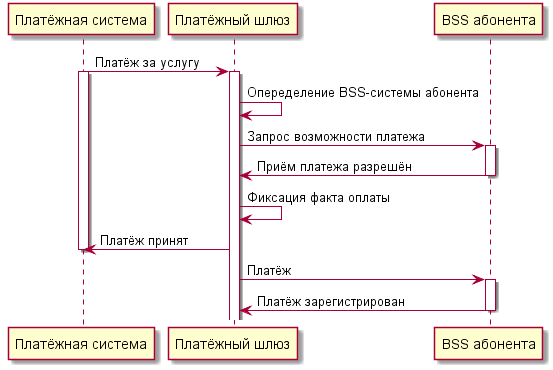 Платёжная система
Платёжный шлюз
BSS абонента
Платёж за услугу
Опеределение BSS-системы абонента
Запрос возможности платежа
Приём платежа разрешён
Фиксация факта оплаты
Платёж принят
Платёж
Платёж зарегистрирован
Платёжная система
Платёжный шлюз
BSS абонента